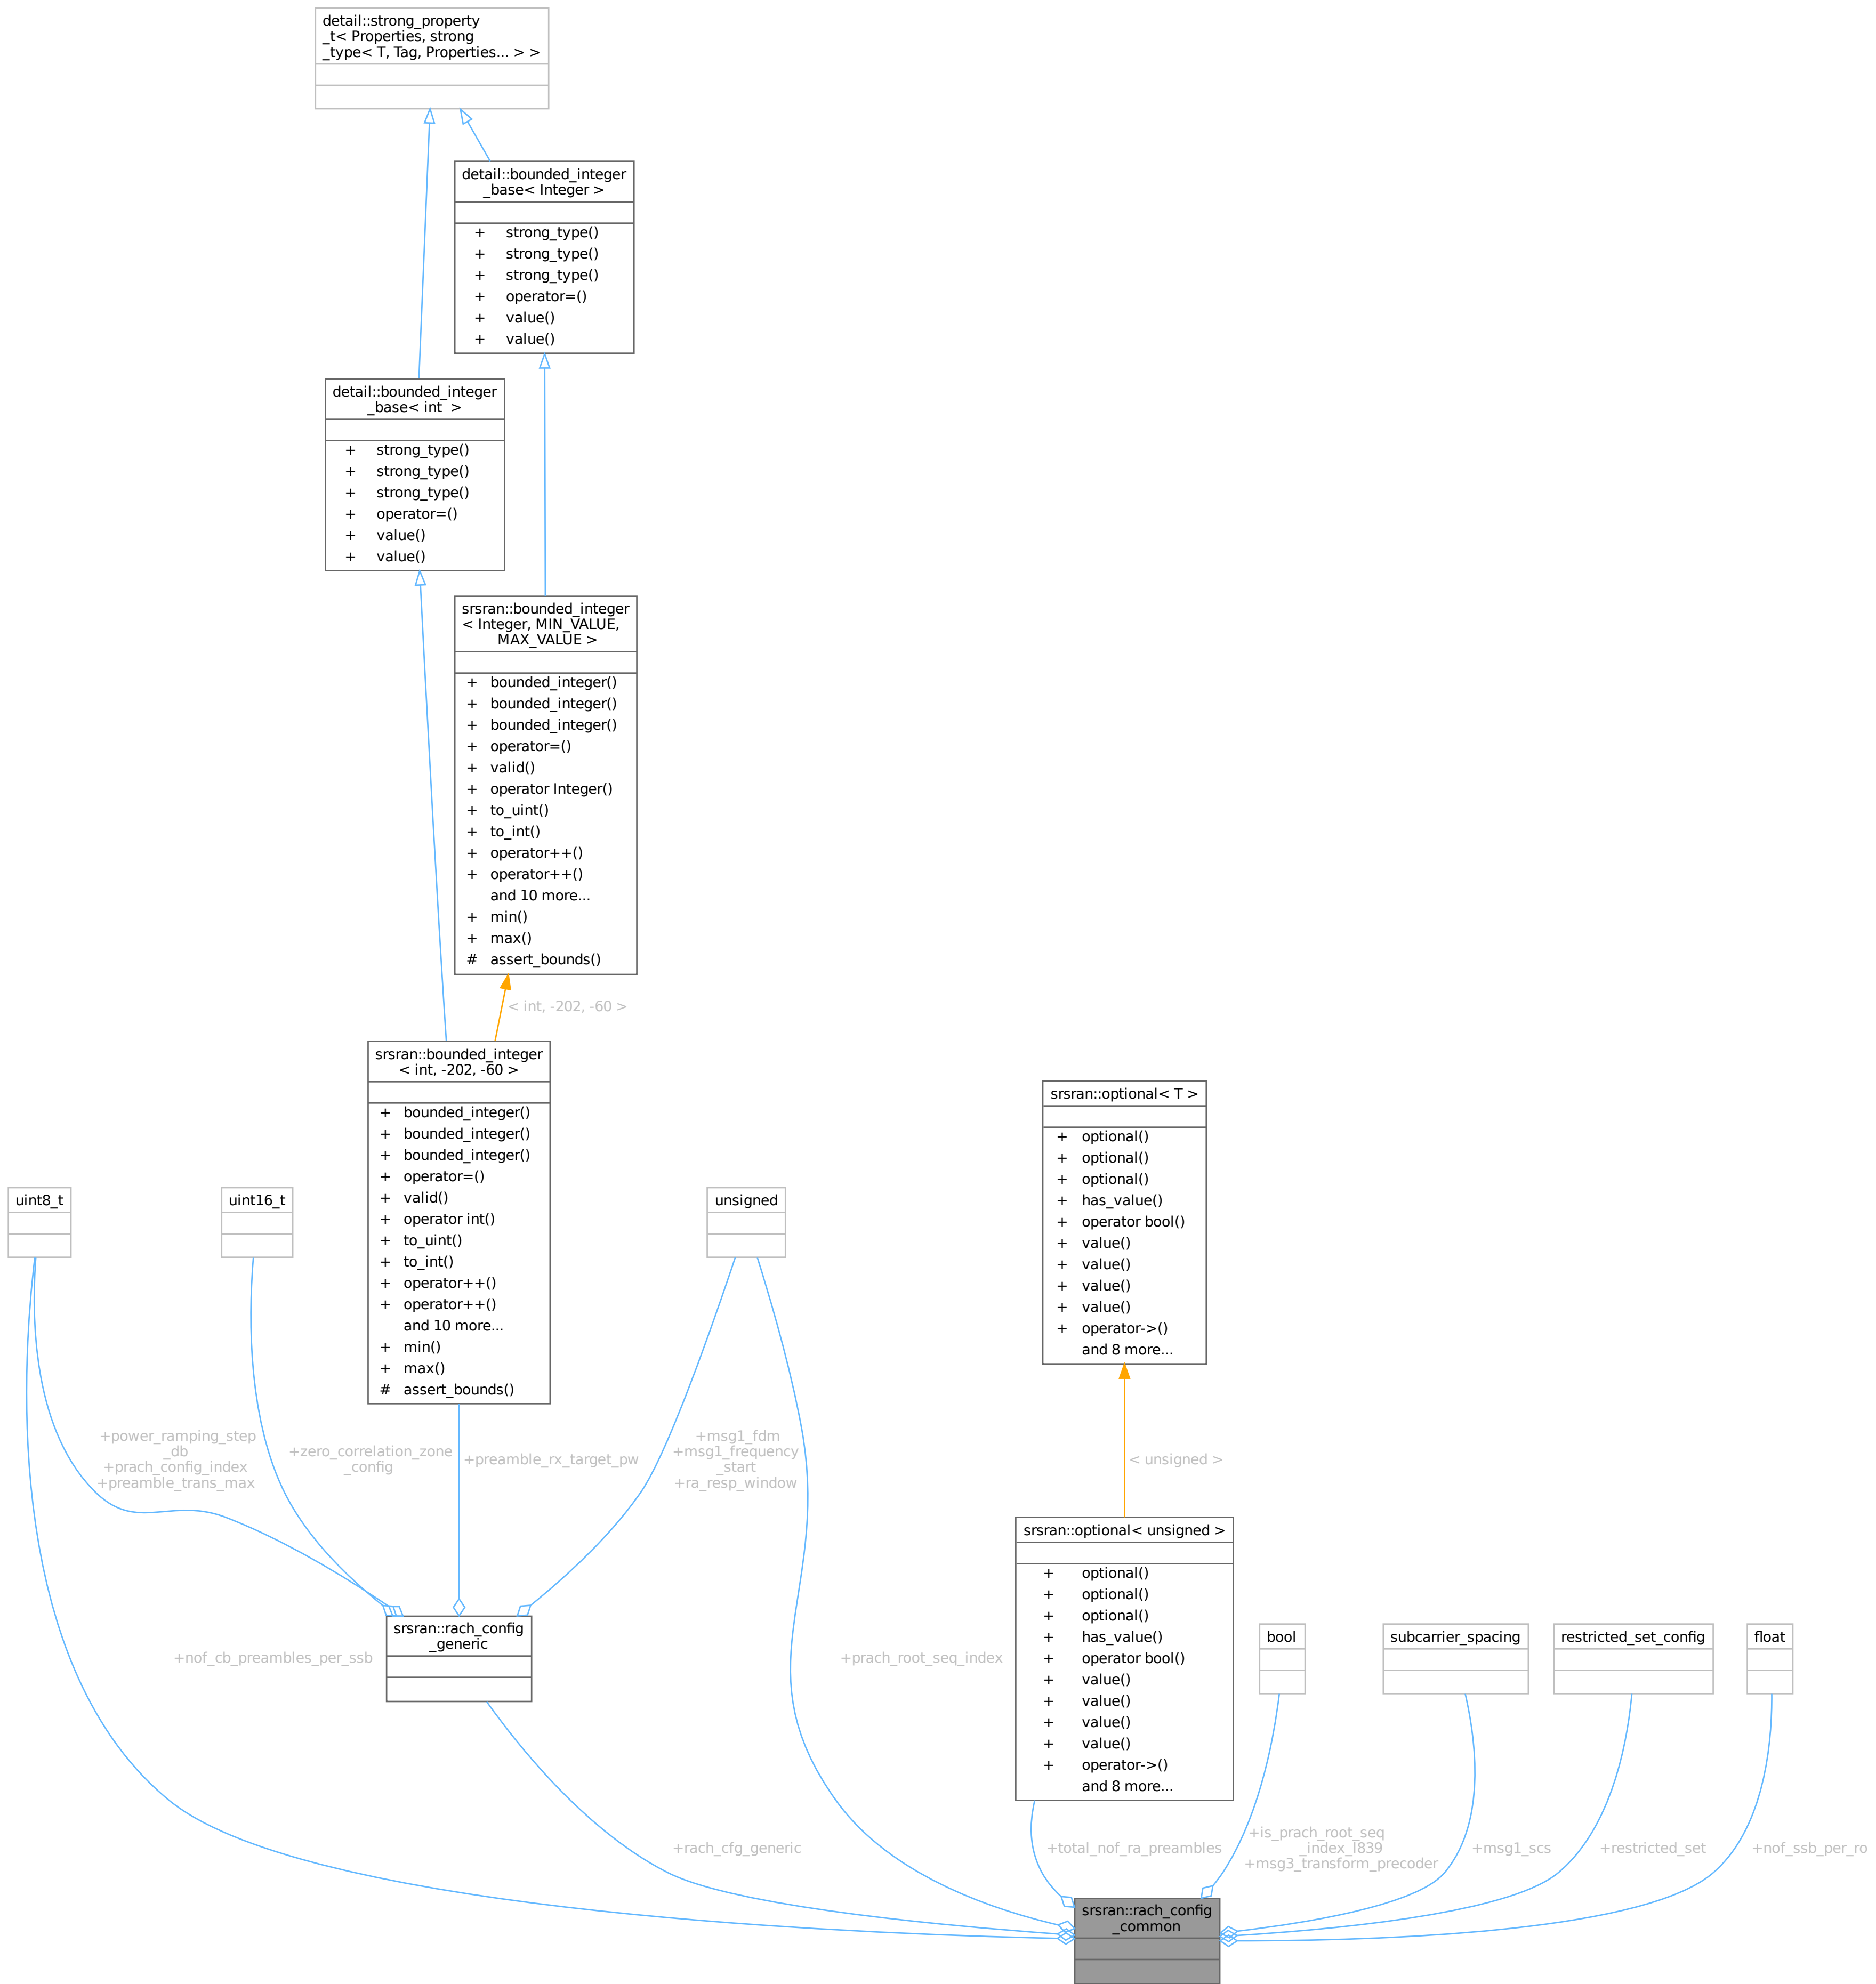 detail::strong_property
_t< Properties, strong
_type< T, Tag, Properties... > >
detail::bounded_integer
_base< Integer >
+ strong_type()
+ strong_type()
+ strong_type()
+ operator=()
+ value()
+ value()
detail::bounded_integer
_base< int  >
+ strong_type()
+ strong_type()
+ strong_type()
+ operator=()
+ value()
+ value()
srsran::bounded_integer
< Integer, MIN_VALUE,
MAX_VALUE >
+ bounded_integer()
+ bounded_integer()
+ bounded_integer()
+ operator=()
+ valid()
+ operator Integer()
+ to_uint()
+ to_int()
+ operator++()
+ operator++()
and 10 more...
+ min()
+ max()
# assert_bounds()
< int, -202, -60 >
srsran::bounded_integer
< int, -202, -60 >
+ bounded_integer()
+ bounded_integer()
+ bounded_integer()
+ operator=()
+ valid()
+ operator int()
+ to_uint()
+ to_int()
+ operator++()
+ operator++()
and 10 more...
+ min()
+ max()
# assert_bounds()
srsran::optional< T >
+ optional()
+ optional()
+ optional()
+ has_value()
+ operator bool()
+ value()
+ value()
+ value()
+ value()
+ operator->()
and 8 more...
uint8_t
uint16_t
unsigned
+power_ramping_step
_db
+prach_config_index
+preamble_trans_max
+zero_correlation_zone
_config
+preamble_rx_target_pw
+msg1_fdm
+msg1_frequency
_start
+ra_resp_window
< unsigned >
srsran::optional< unsigned >
+ optional()
+ optional()
+ optional()
+ has_value()
+ operator bool()
+ value()
+ value()
+ value()
+ value()
+ operator->()
and 8 more...
srsran::rach_config
_generic
bool
subcarrier_spacing
restricted_set_config
float
+nof_cb_preambles_per_ssb
+prach_root_seq_index
+rach_cfg_generic
+total_nof_ra_preambles
+is_prach_root_seq
_index_l839
+msg3_transform_precoder
+msg1_scs
+restricted_set
+nof_ssb_per_ro
srsran::rach_config
_common